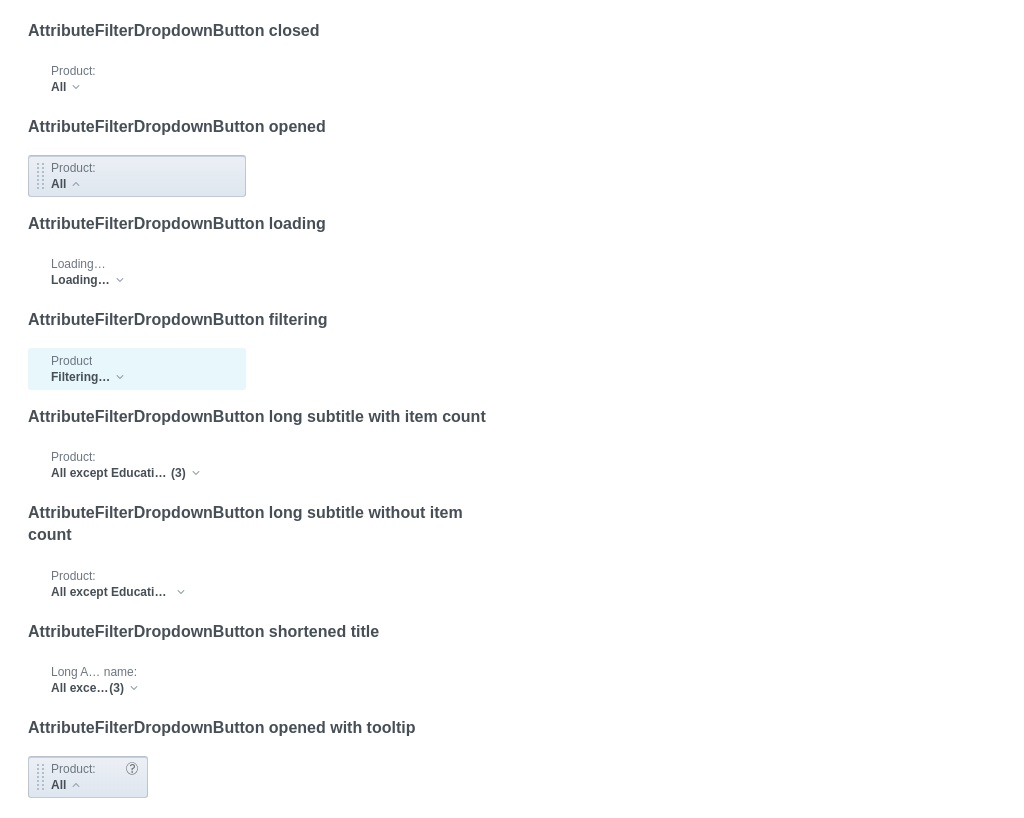 AttributeFilterDropdownButton closed
Product:
All
AttributeFilterDropdownButton opened
Product:
All
AttributeFilterDropdownButton loading
Loading…
Loading…
AttributeFilterDropdownButton filtering
Product
Filtering…
AttributeFilterDropdownButton long subtitle with item count
Product:
All except Educati… (3)
AttributeFilterDropdownButton long subtitle without item
count
Product:
All except Educati…
AttributeFilterDropdownButton shortened title
Long A… name:
All exce…(3)
AttributeFilterDropdownButton opened with tooltip
Product: ?
All